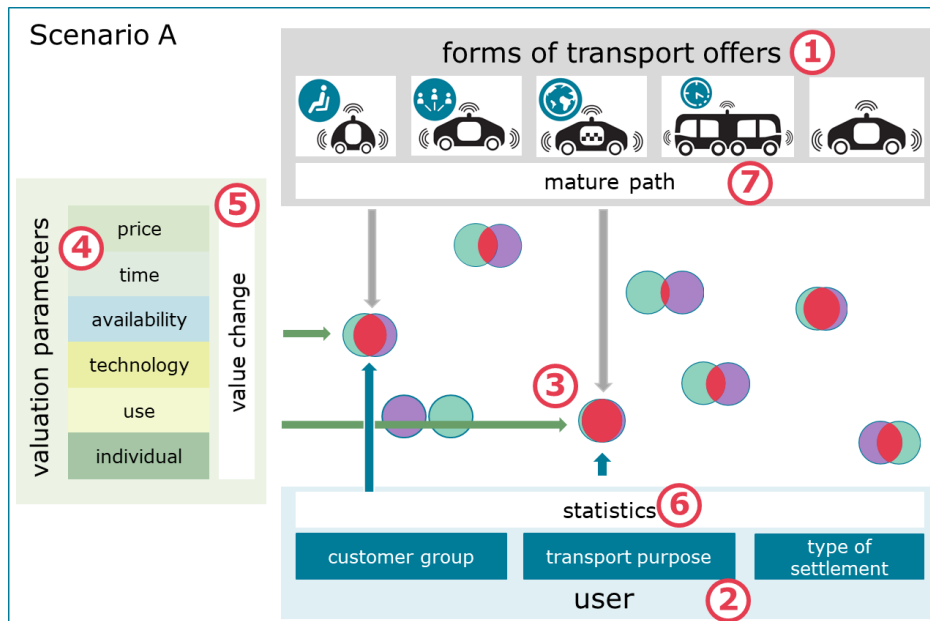 Scenario A
forms of transport offers
1
mature path
7
valuation parameters
4
price
time
availability
technology
use
individual
5
value change
3
statistics
6
customer group
transport purpose
type of
settlement
user
2